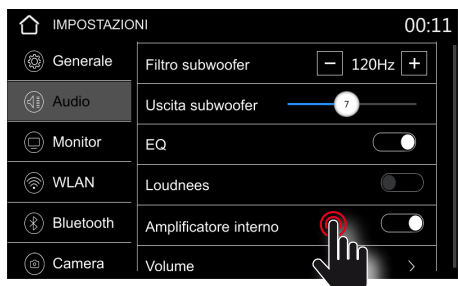 IMPOSTAZIONI 00:11
Generale
Audio
Monitor
WLAN
Bluetooth
Camera
Filtro subwoofer − 120Hz +
Uscita subwoofer 7
EQ
Loudnees
Amplificatore interno
Volume >